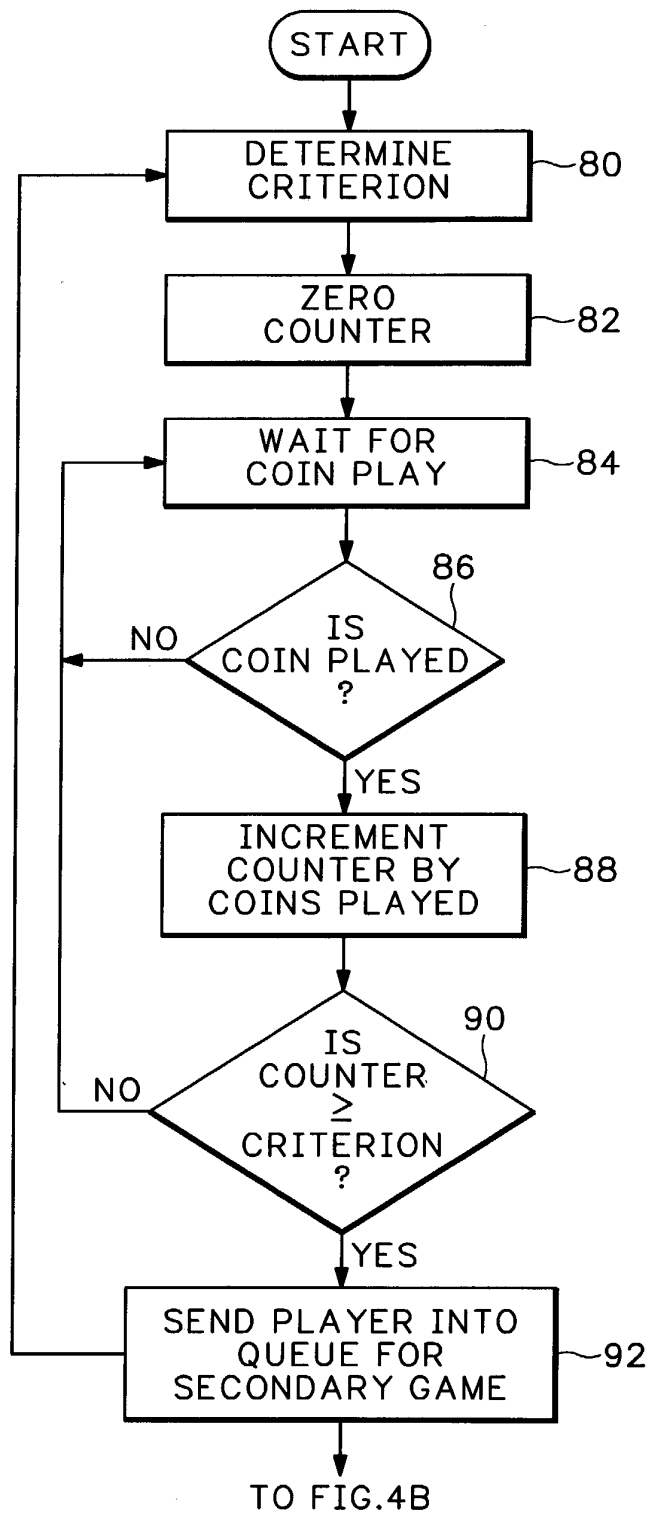 START
DETERMINE
CRITERION
80
ZERO
COUNTER
82
WAIT FOR
COIN PLAY
84
86
IS
COIN PLAYED
?
NO
YES
INCREMENT
COUNTER BY
COINS PLAYED
88
90
IS
COUNTER
≥
CRITERION
?
NO
YES
SEND PLAYER INTO
QUEUE FOR
SECONDARY GAME
92
TO FIG.4B